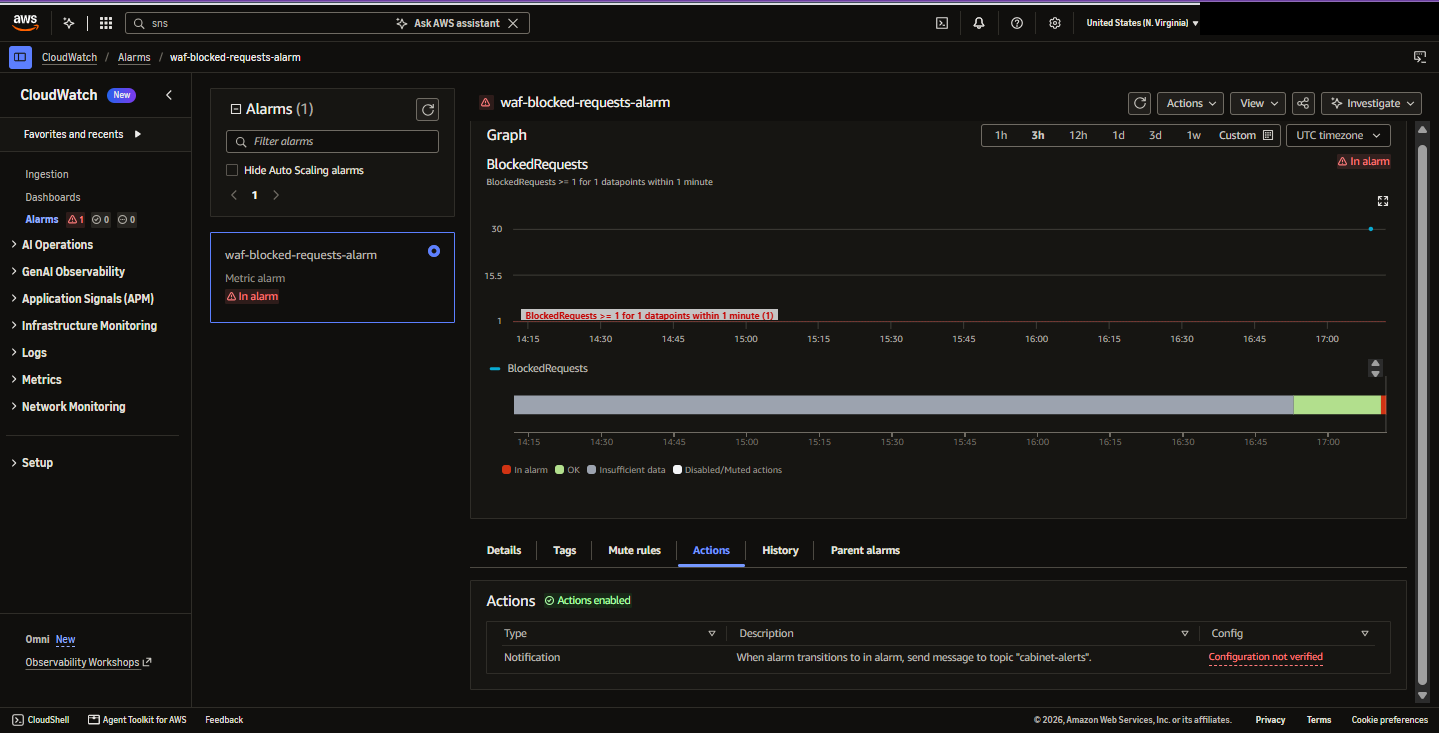 aws
sns
Ask AWS assistant
United States (N. Virginia)
CloudWatch / Alarms / waf-blocked-requests-alarm
CloudWatch New
Favorites and recents
Ingestion
Dashboards
Alarms 1 0 0
AI Operations
GenAI Observability
Application Signals (APM)
Infrastructure Monitoring
Logs
Metrics
Network Monitoring
Setup
Omni New
Observability Workshops
Alarms (1)
Filter alarms
Hide Auto Scaling alarms
1
waf-blocked-requests-alarm
Metric alarm
In alarm
waf-blocked-requests-alarm
Actions View Investigate
Graph
1h 3h 12h 1d 3d 1w Custom UTC timezone
BlockedRequests
In alarm
BlockedRequests >= 1 for 1 datapoints within 1 minute
30
15.5
1
BlockedRequests >= 1 for 1 datapoints within 1 minute (1)
14:15 14:30 14:45 15:00 15:15 15:30 15:45 16:00 16:15 16:30 16:45 17:00
BlockedRequests
14:15 14:30 14:45 15:00 15:15 15:30 15:45 16:00 16:15 16:30 16:45 17:00
In alarm OK Insufficient data Disabled/Muted actions
Details Tags Mute rules Actions History Parent alarms
Actions Actions enabled
Type Description Config
Notification When alarm transitions to in alarm, send message to topic "cabinet-alerts". Configuration not verified
CloudShell Agent Toolkit for AWS Feedback © 2026, Amazon Web Services, Inc. or its affiliates. Privacy Terms Cookie preferences